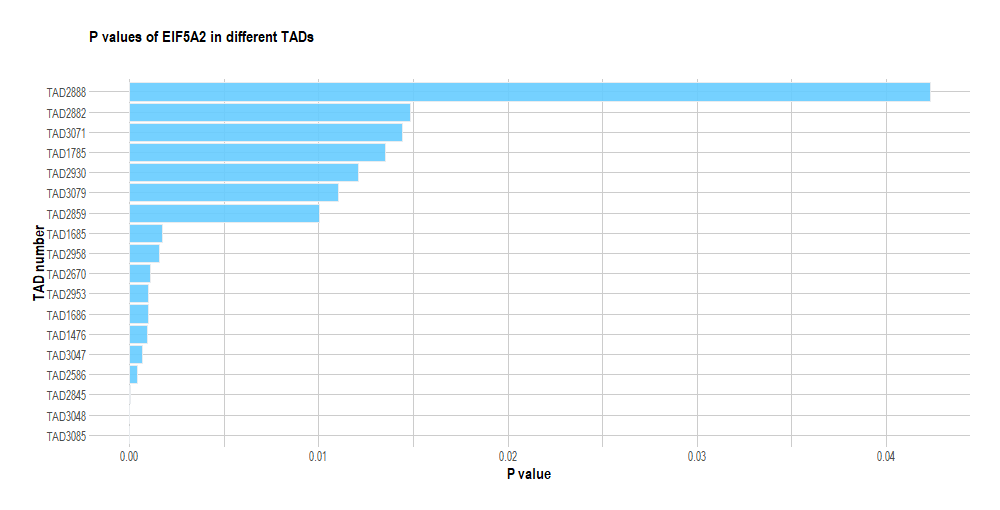 P values of EIF5A2 in different TADs
TAD number
TAD2888
TAD2882
TAD3071
TAD1785
TAD2930
TAD3079
TAD2859
TAD1685
TAD2958
TAD2670
TAD2953
TAD1686
TAD1476
TAD3047
TAD2586
TAD2845
TAD3048
TAD3085
0.00 0.01 0.02 0.03 0.04
P value